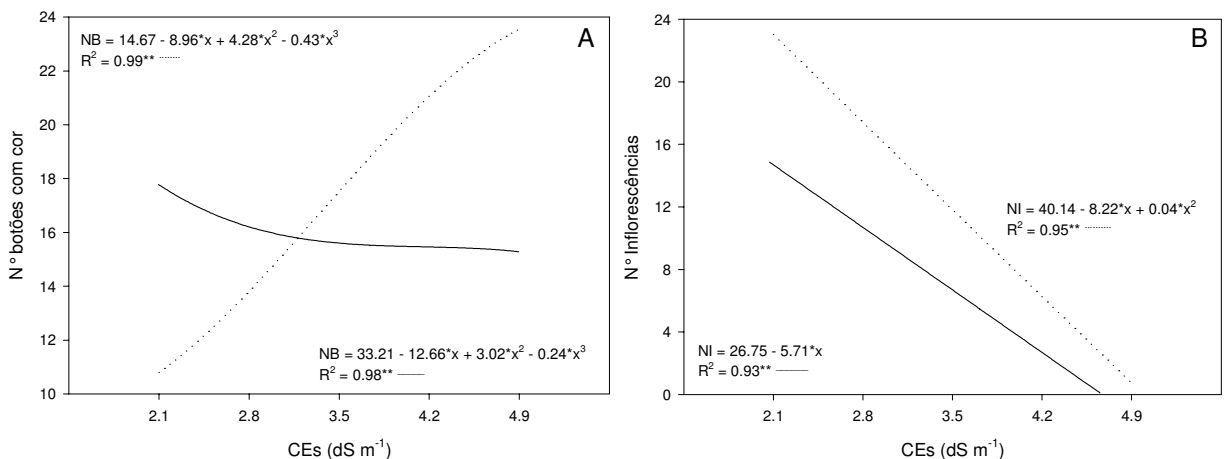 A
NB = 14.67 - 8.96*x + 4.28*x² - 0.43*x³
R² = 0.99**
NB = 33.21 - 12.66*x + 3.02*x² - 0.24*x³
R² = 0.98**
N° botões com cor
24
22
20
18
16
14
12
10
2.1 2.8 3.5 4.2 4.9
CEs (dS m⁻¹)
B
NI = 40.14 - 8.22*x + 0.04*x²
R² = 0.95**
NI = 26.75 - 5.71*x
R² = 0.93**
N° Inflorescências
24
20
16
12
8
4
0
2.1 2.8 3.5 4.2 4.9
CEs (dS m⁻¹)